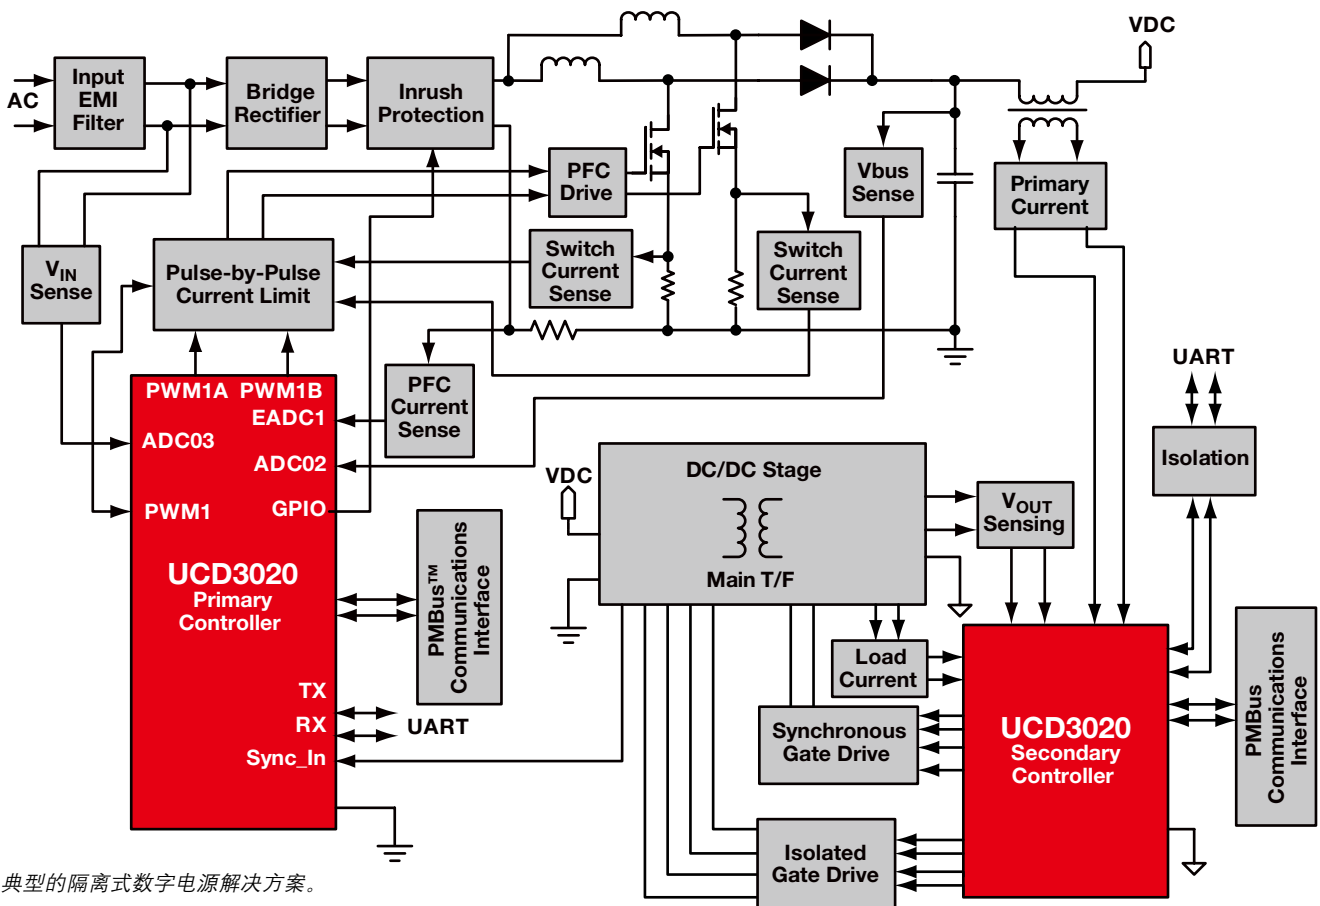 VDC
AC
Input
EMI
Filter
Bridge
Rectifier
Inrush
Protection
PFC
Drive
Vbus
Sense
Primary
Current
VIN
Sense
Pulse-by-Pulse
Current Limit
Switch
Current
Sense
Switch
Current
Sense
PFC
Current
Sense
UART
Isolation
PWM1A PWM1B
EADC1
ADC03
ADC02
PWM1
GPIO
UCD3020
Primary
Controller
TX
RX
Sync_In
PMBus™
Communications
Interface
UART
VDC
DC/DC Stage
Main T/F
VOUT
Sensing
Load
Current
Synchronous
Gate Drive
Isolated
Gate Drive
UCD3020
Secondary
Controller
PMBus
Communications
Interface
典型的隔离式数字电源解决方案。